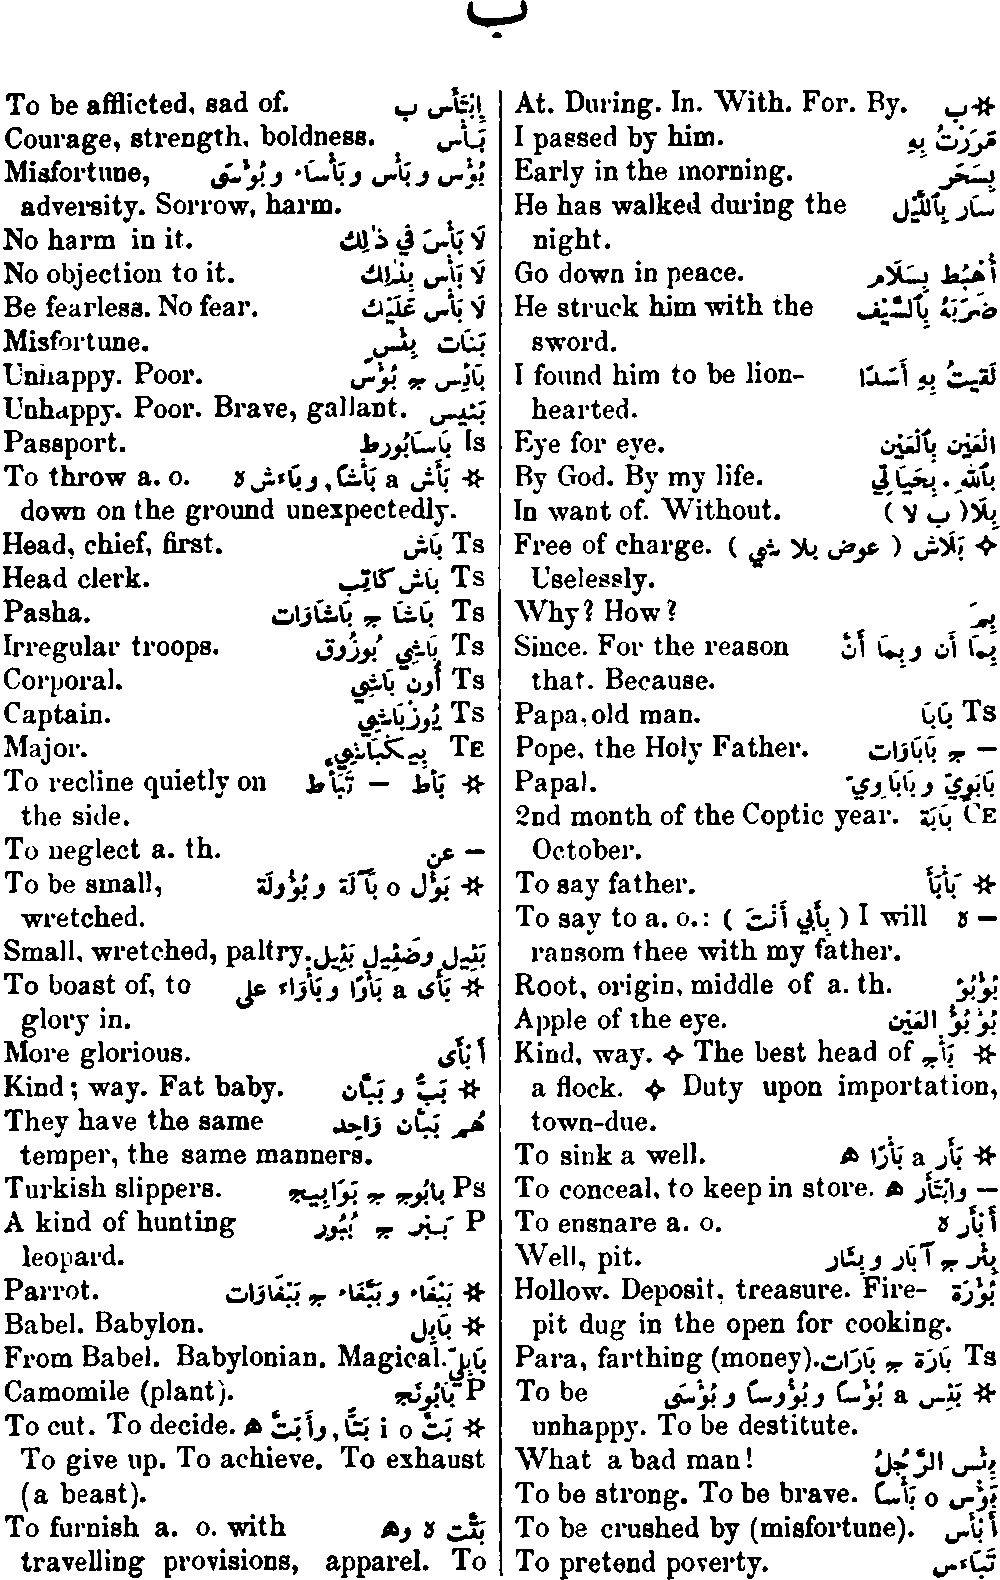 ب
At. During. In. With. For. By. ب ✲
I passed by him. مَرَرْتُ بِهِ
Early in the morning. بِسَحَر
He has walked during the سَار بِٱللَّيْل
night.
Go down in peace. أُهْبُط بِسَلَام
He struck him with the ضَرَبَهُ بِٱلسَّيْف
sword.
I found him to be lion- لَقِيتُ بِهِ أَسَدًا
hearted.
Eye for eye. الْعَيْن بِٱلْعَيْن
By God. By my life. بِٱللّٰهِ. بِحَيَاتِي
In want of. Without. بِلَا (ب لا)
Free of charge. بَلَاش (عوض بلا شي) ✧
Uselessly.
Why? How? بِمَ
Since. For the reason بِمَا أَن وبِمَا أَنَّ
that. Because.
Papa, old man. بَابَا Ts
Pope, the Holy Father. — ج بَابَاوَات
Papal. بَابَوِيّ وبَابَاوِيّ
2nd month of the Coptic year. بَابَة CE
October.
To say father. بَأْبَأَ ✲
To say to a. o.: (بِأَبِي أَنْتَ) I will — ه
ransom thee with my father.
Root, origin, middle of a. th. بُؤْبُؤ
Apple of the eye. بُؤْبُؤ العَيْن
Kind, way. ✧ The best head of بَأْج ✲
a flock. ✧ Duty upon importation,
town-due.
To sink a well. بَأَر a بَأْرًا ه ✲
To conceal, to keep in store. — وابْتَأَر ه
To ensnare a. o. أَبْأَر ه
Well, pit. بِئْر ج آبَار وبِئَار
Hollow. Deposit, treasure. Fire- بُؤْرَة
pit dug in the open for cooking.
Para, farthing (money). بَارَة ج بَارَات Ts
To be بَئِس a بُؤْسًا وبُؤُوسًا وبُؤْسَى ✲
unhappy. To be destitute.
What a bad man! بِئْس الرَّجُلُ
To be strong. To be brave. بَؤُس o بَأْسًا
To be crushed by (misfortune). أَبْأَس
To pretend poverty. تَبَاءَس
To be afflicted, sad of. إِبْتَأَس ب
Courage, strength, boldness. بَأْس
Misfortune, بُؤْس وبَأْس وبَأْسَاء وبُؤْسَى
adversity. Sorrow, harm.
No harm in it. لَا بَأْسَ فِي ذٰلِك
No objection to it. لَا بَأْس بِذٰلِك
Be fearless. No fear. لَا بَأْس عَلَيْك
Misfortune. بَنَات بِئْس
Unhappy. Poor. بَائِس ج بُؤْس
Unhappy. Poor. Brave, gallant. بَئِيس
Passport. بَاسَابُورط Is
To throw a. o. بَأَش a بَأْشًا, وبَاءَش ه ✲
down on the ground unexpectedly.
Head, chief, first. بَاش Ts
Head clerk. بَاش كَاتِب Ts
Pasha. بَاشَا ج بَاشَاوَات Ts
Irregular troops. بَاشِي بُوزُوق Ts
Corporal. أُون بَاشِي Ts
Captain. يُوزْبَاشِي Ts
Major. بِيكْبَاشِي TE
To recline quietly on بَأَط — تَبَأَّط ✲
the side.
To neglect a. th. — عن
To be small, بَؤُل o بَآلَة وبُؤُولَة ✲
wretched.
Small, wretched, paltry. بَئِيل وضَئِيل بَئِيل
To boast of, to بَأَى a بَأْوًا وبَأْوَاء على ✲
glory in.
More glorious. أَبْأَى
Kind; way. Fat baby. بَبّ وبَبَّان ✲
They have the same هُم بَبَّان وَاحِد
temper, the same manners.
Turkish slippers. بَابُوج ج بَوَابِيج Ps
A kind of hunting بَبْر ج بُبُور P
leopard.
Parrot. بَبْغَاء وبَبَّغَاء ج بَبْغَاوَات ✲
Babel. Babylon. بَابِل ✲
From Babel. Babylonian. Magical. بَابِلِيّ
Camomile (plant). بَابُونَج P
To cut. To decide. بَتَّ i o بَتًّا, وأَبَتَّ ه ✲
To give up. To achieve. To exhaust
(a beast).
To furnish a. o. with بَتَّت ه وه
travelling provisions, apparel. To